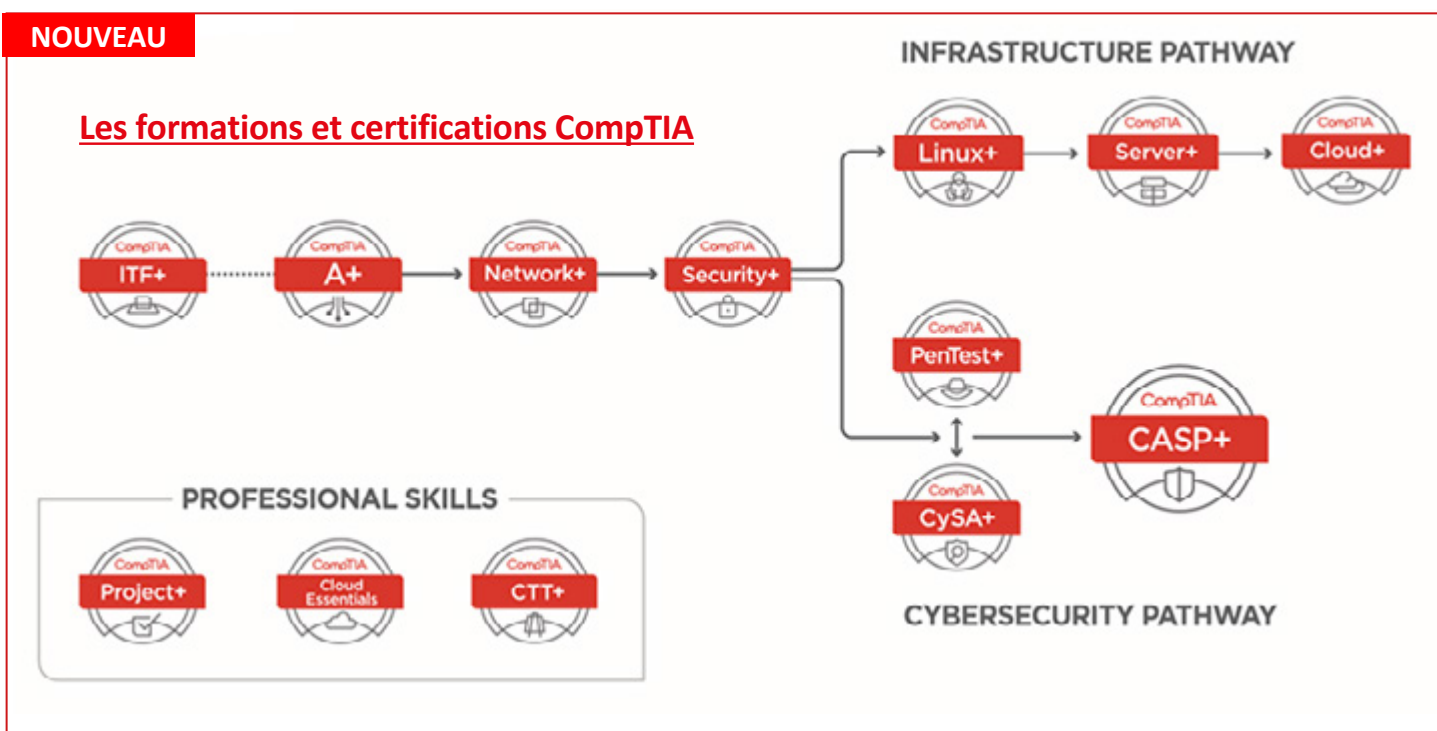 NOUVEAU
Les formations et certifications CompTIA
INFRASTRUCTURE PATHWAY
CompTIA
Linux+
CompTIA
Server+
CompTIA
Cloud+
CompTIA
ITF+
CompTIA
A+
CompTIA
Network+
CompTIA
Security+
CompTIA
PenTest+
CompTIA
CASP+
CompTIA
CySA+
CYBERSECURITY PATHWAY
PROFESSIONAL SKILLS
CompTIA
Project+
CompTIA
Cloud
Essentials
CompTIA
CTT+